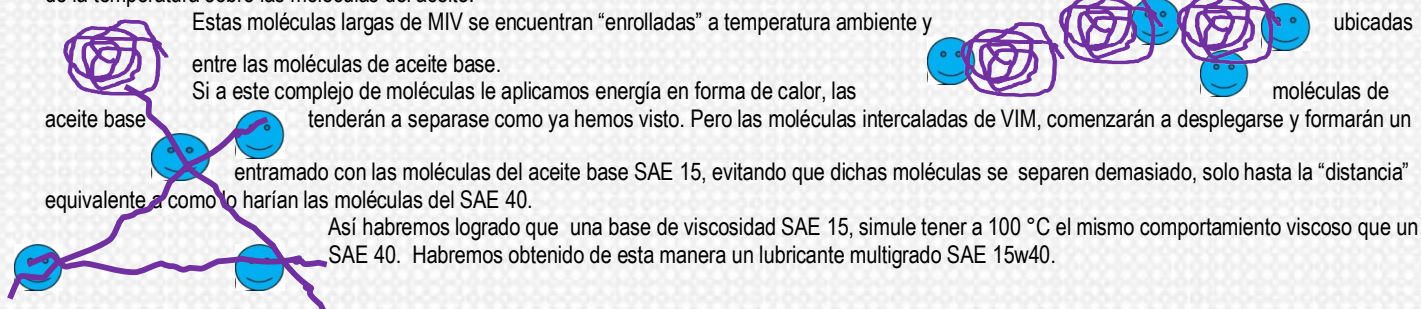 de la temperatura sobre las moléculas del aceite.
Estas moléculas largas de MIV se encuentran “enrolladas” a temperatura ambiente y ubicadas
entre las moléculas de aceite base.
Si a este complejo de moléculas le aplicamos energía en forma de calor, las moléculas de
aceite base tenderán a separase como ya hemos visto. Pero las moléculas intercaladas de VIM, comenzarán a desplegarse y formarán un
entramado con las moléculas del aceite base SAE 15, evitando que dichas moléculas se separen demasiado, solo hasta la “distancia”
equivalente a como lo harían las moléculas del SAE 40.
Así habremos logrado que una base de viscosidad SAE 15, simule tener a 100 °C el mismo comportamiento viscoso que un
SAE 40. Habremos obtenido de esta manera un lubricante multigrado SAE 15w40.